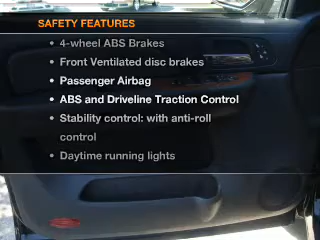 SAFETY FEATURES
• 4-wheel ABS Brakes
• Front Ventilated disc brakes
• Passenger Airbag
• ABS and Driveline Traction Control
• Stability control: with anti-roll
control
• Daytime running lights